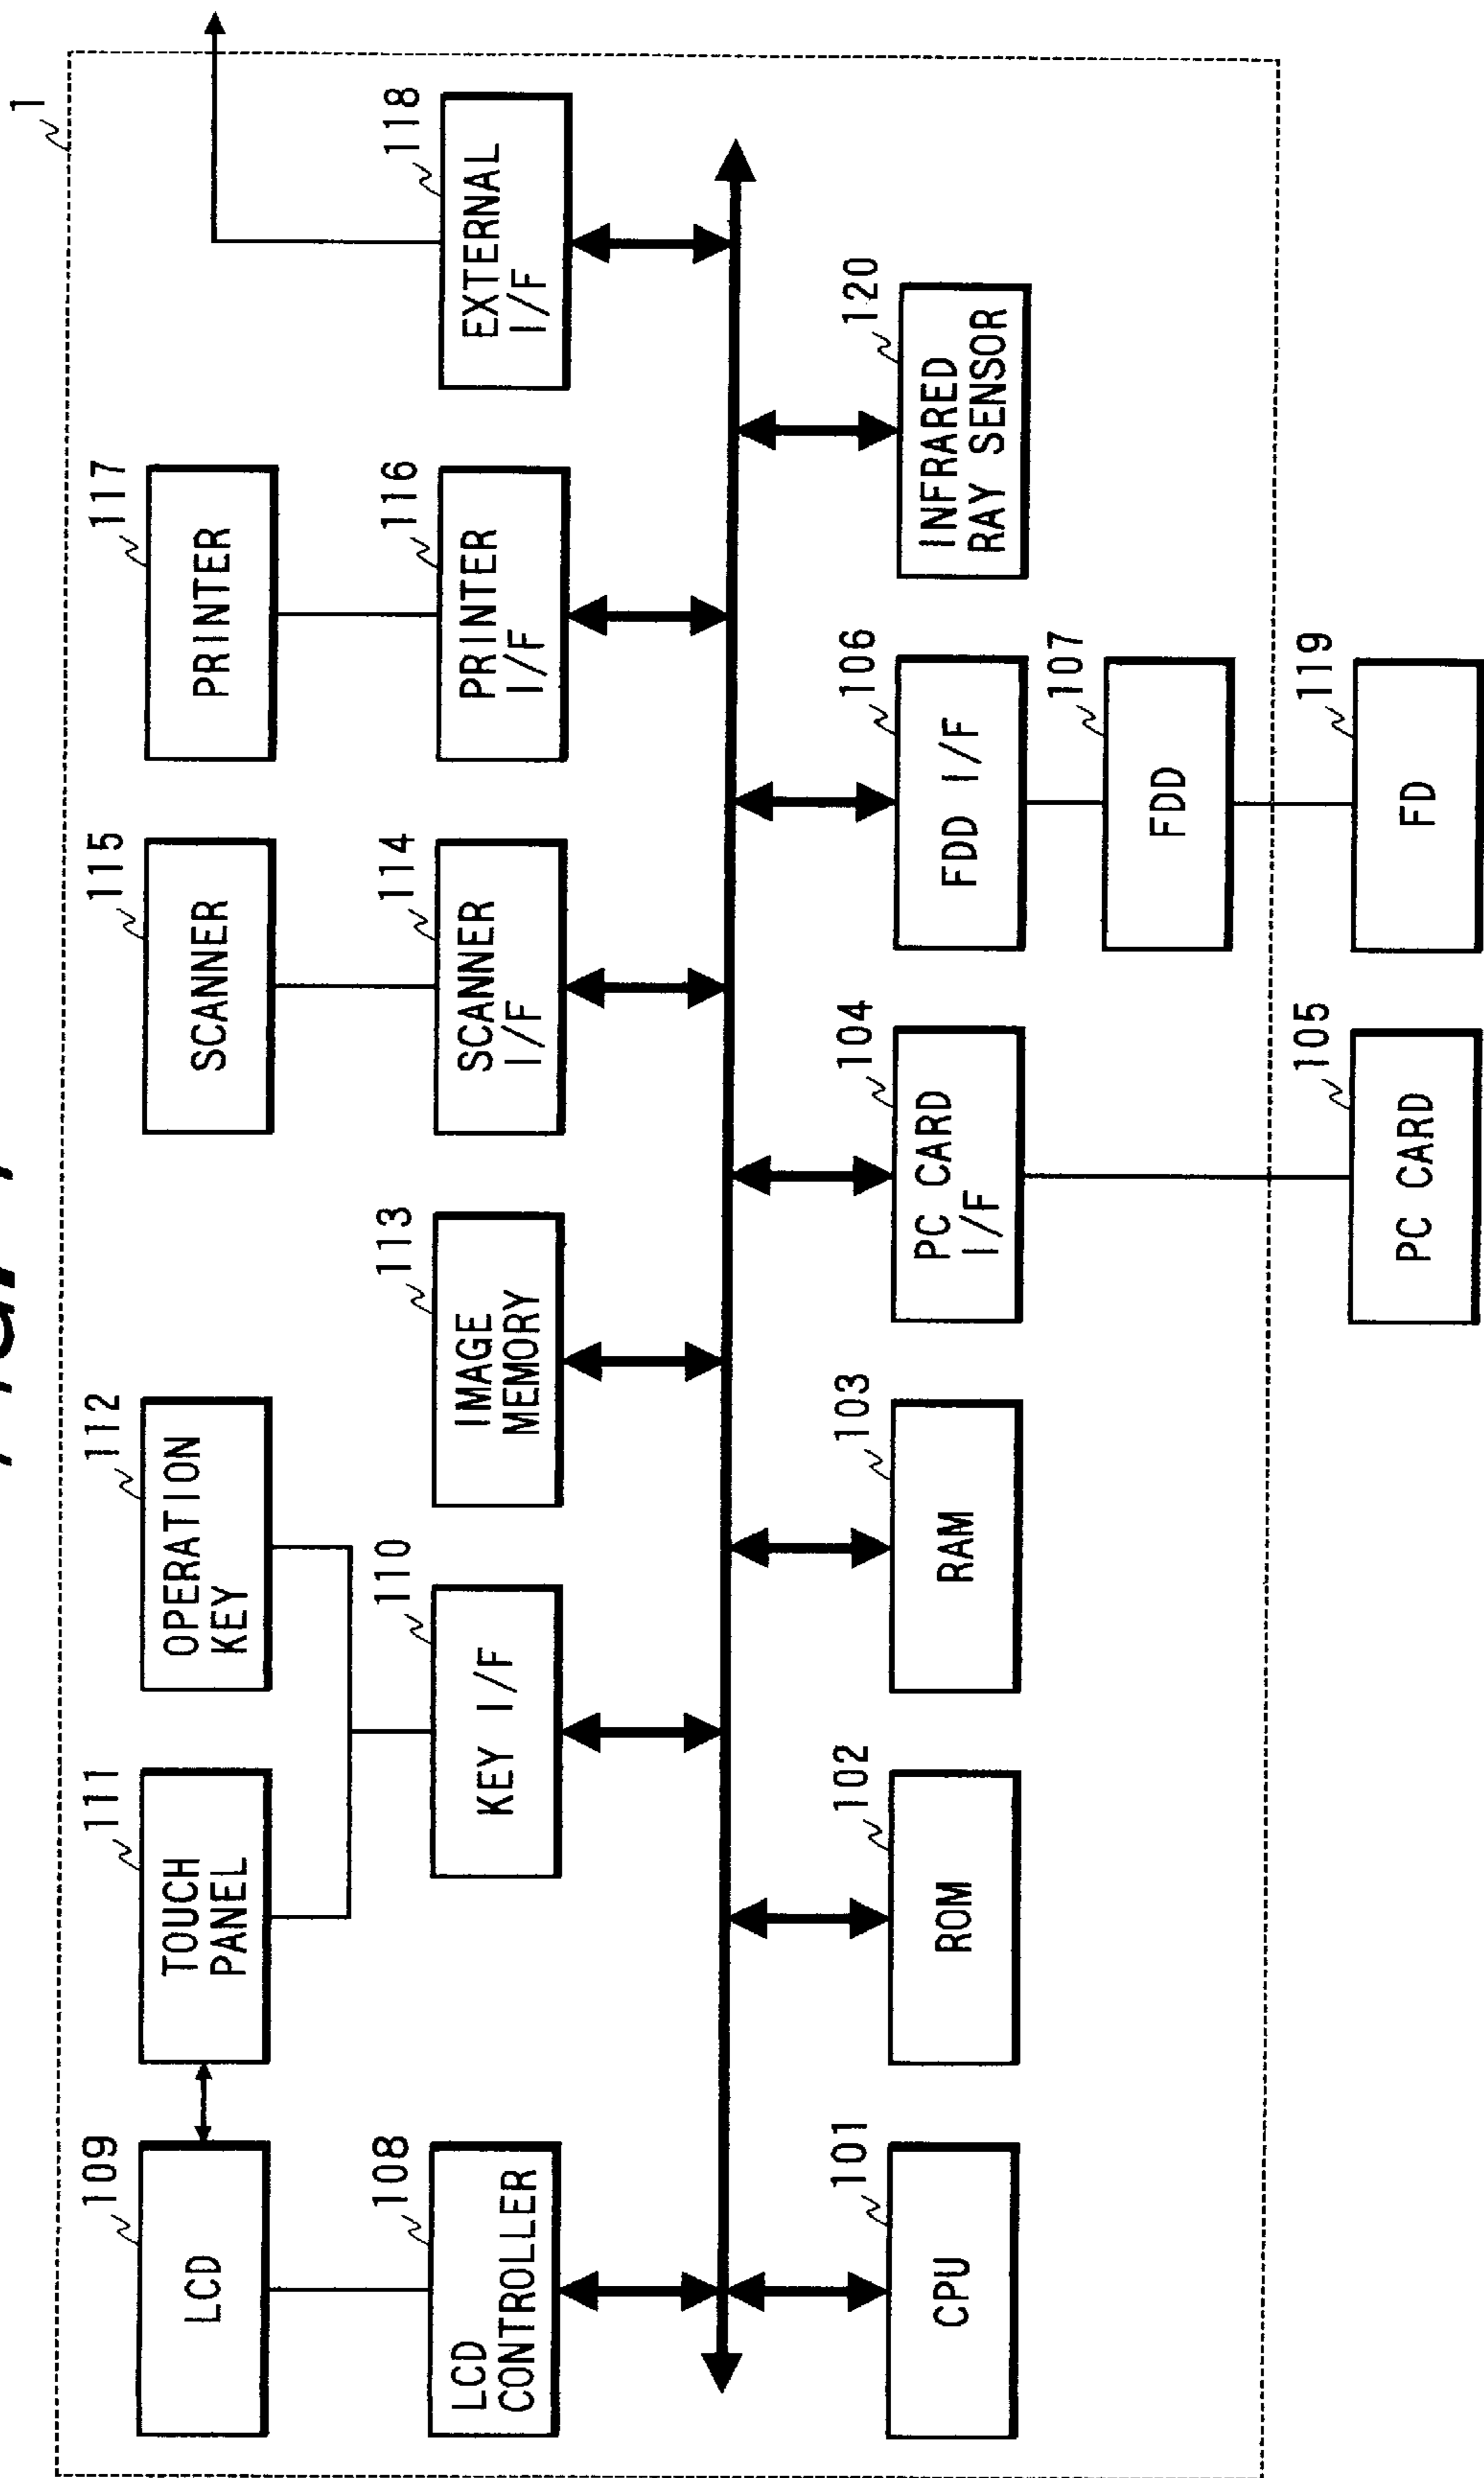 1
109
LCD
111
TOUCH
PANEL
112
OPERATION
KEY
115
SCANNER
117
PRINTER
108
LCD
CONTROLLER
110
KEY I/F
113
IMAGE
MEMORY
114
SCANNER
I/F
116
PRINTER
I/F
118
EXTERNAL
I/F
101
CPU
102
ROM
103
RAM
104
PC CARD
I/F
106
FDD I/F
120
INFRARED
RAY SENSOR
107
FDD
105
PC CARD
119
FD